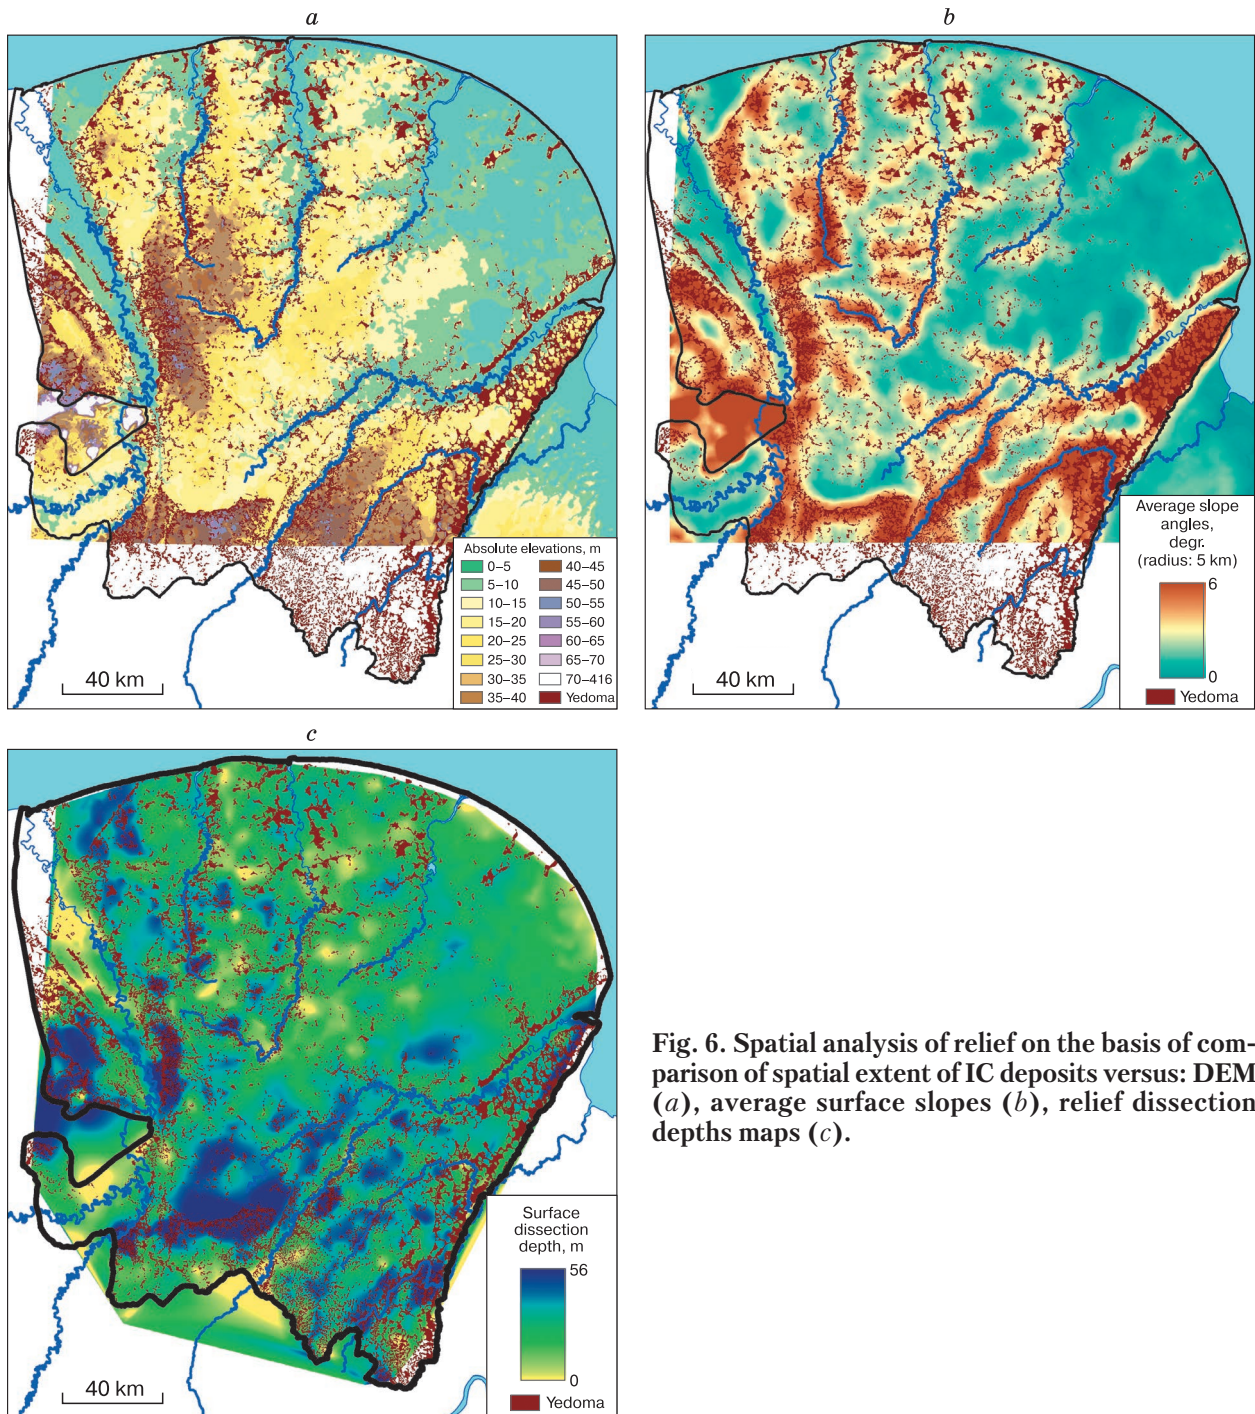 a
Absolute elevations, m
0–5
5–10
10–15
15–20
20–25
25–30
30–35
35–40
40–45
45–50
50–55
55–60
60–65
65–70
70–416
Yedoma
40 km
b
Average slope
angles,
degr.
(radius: 5 km)
6
0
Yedoma
40 km
c
Surface
dissection
depth, m
56
0
Yedoma
40 km
Fig. 6. Spatial analysis of relief on the basis of com-
parison of spatial extent of IC deposits versus: DEM
(a), average surface slopes (b), relief dissection
depths maps (c).